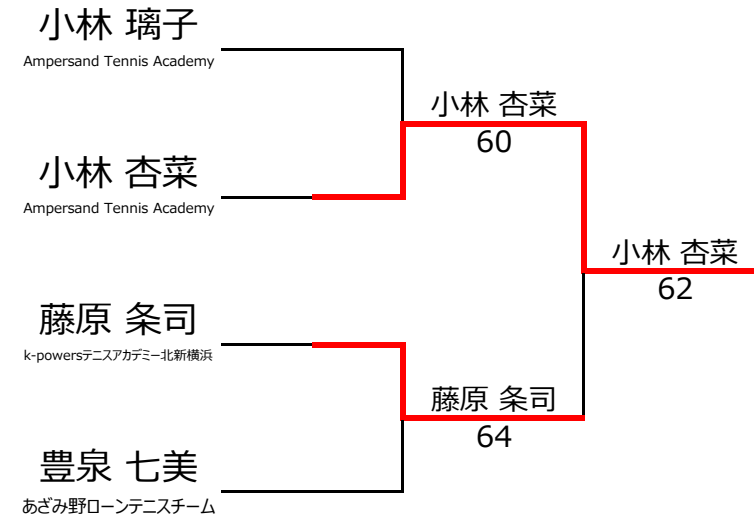 小林 璃子
Ampersand Tennis Academy
小林 杏菜
60
小林 杏菜
Ampersand Tennis Academy
小林 杏菜
62
藤原 条司
k-powersテニスアカデミー北新横浜
藤原 条司
64
豊泉 七美
あざみ野ローンテニスチーム